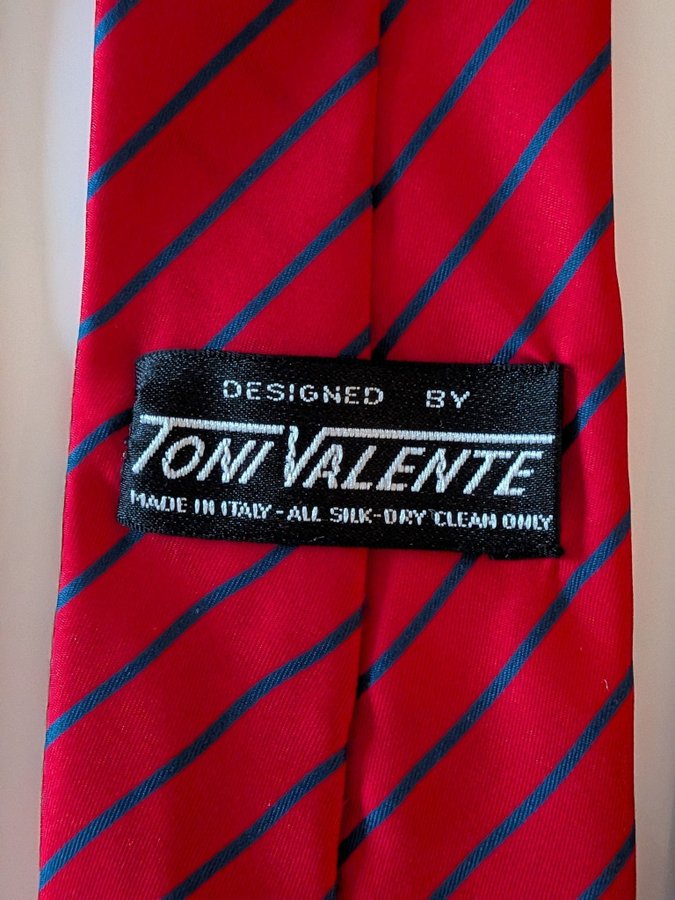 DESIGNED BY
TONI VALENTE
MADE IN ITALY-ALL SILK-DRY CLEAN ONLY